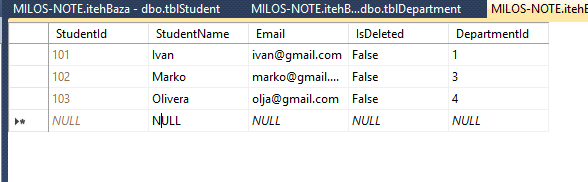 MILOS-NOTE.itehBaza - dbo.tblStudent MILOS-NOTE.itehB...dbo.tblDepartment MILOS-NOTE.itehB
StudentId StudentName Email IsDeleted DepartmentId
101 Ivan ivan@gmail.com False 1
102 Marko marko@gmail.... False 3
103 Olivera olja@gmail.com False 4
NULL NULL NULL NULL NULL